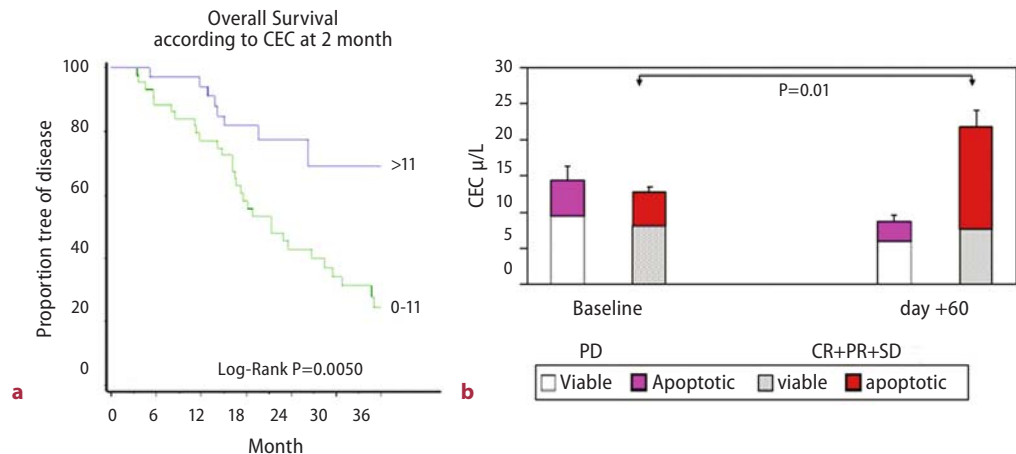 Overall Survival
according to CEC at 2 month
Proportion tree of disease
100
80
60
40
20
0
>11
0-11
Log-Rank P=0.0050
0 6 12 18 24 30 36
Month
a
CEC µ/L
30
25
20
15
10
5
0
P=0.01
Baseline day +60
PD CR+PR+SD
Viable Apoptotic viable apoptotic
b